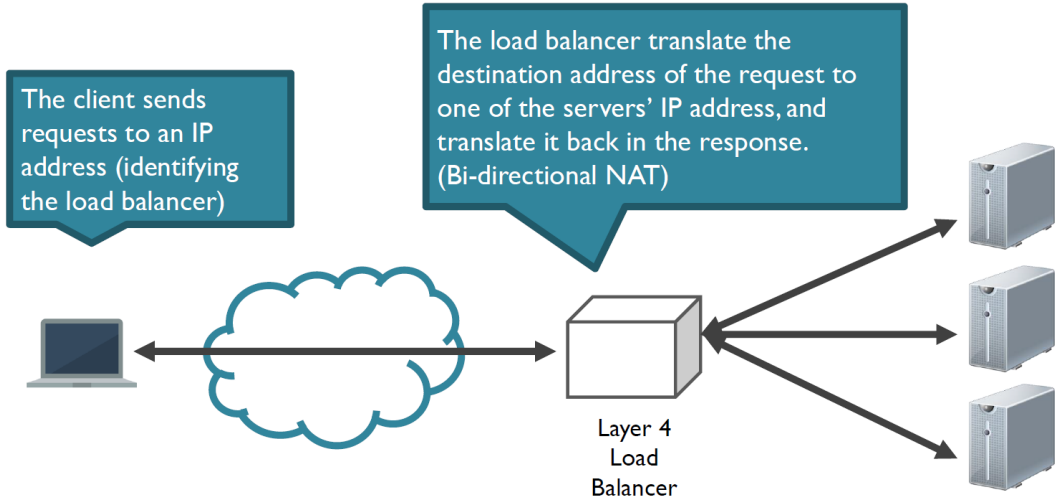 The client sends
requests to an IP
address (identifying
the load balancer)
The load balancer translate the
destination address of the request to
one of the servers’ IP address, and
translate it back in the response.
(Bi-directional NAT)
Layer 4
Load
Balancer